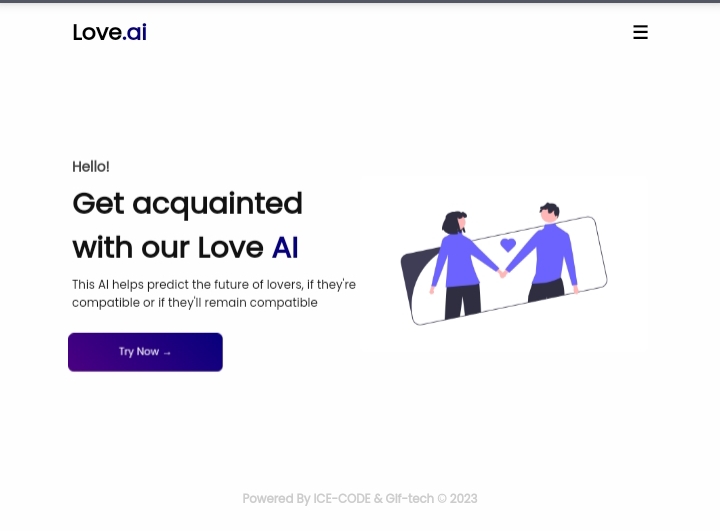 Love.ai
Hello!
Get acquainted
with our Love AI
This AI helps predict the future of lovers, if they're
compatible or if they'll remain compatible
Try Now →
Powered By ICE-CODE & Glf-tech © 2023